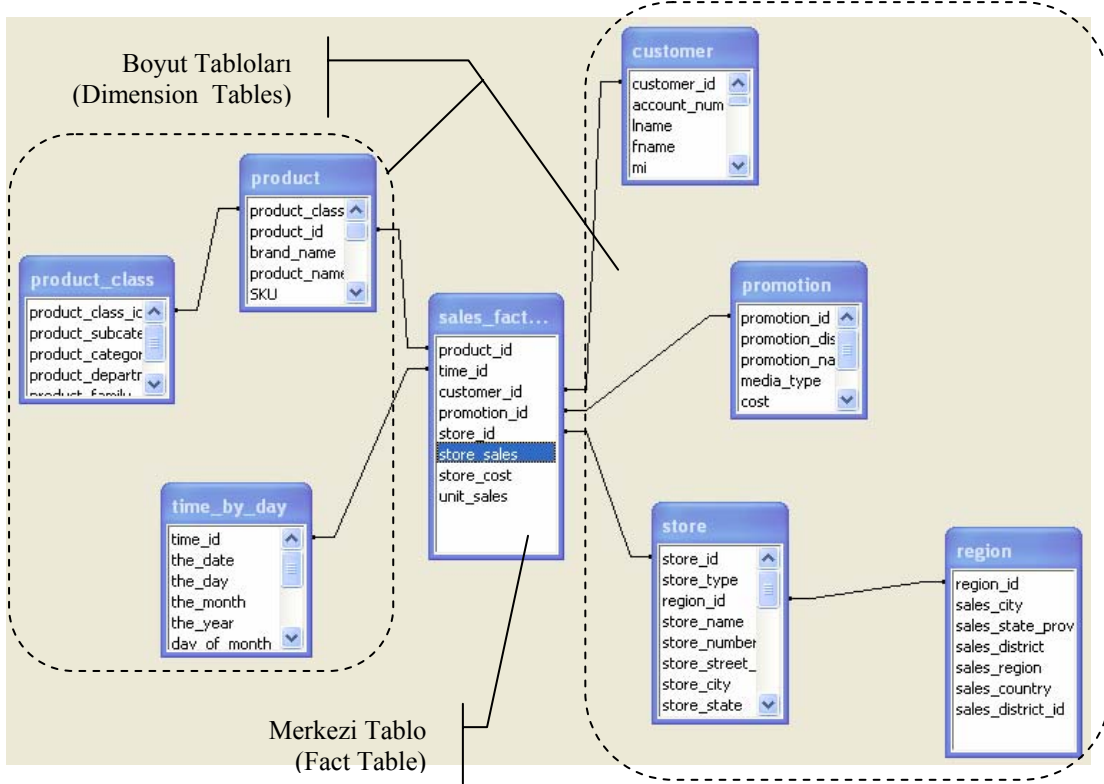 Boyut Tabloları
(Dimension Tables)
customer
customer_id
account_num
lname
fname
mi
product
product_class
product_id
brand_name
product_name
SKU
product_class
product_class_ic
product_subcate
product_categor
product_departr
product_family
sales_fact...
product_id
time_id
customer_id
promotion_id
store_id
store_sales
store_cost
unit_sales
promotion
promotion_id
promotion_dis
promotion_na
media_type
cost
time_by_day
time_id
the_date
the_day
the_month
the_year
day_of_month
store
store_id
store_type
region_id
store_name
store_number
store_street_
store_city
store_state
region
region_id
sales_city
sales_state_prov
sales_district
sales_region
sales_country
sales_district_id
Merkezi Tablo
(Fact Table)